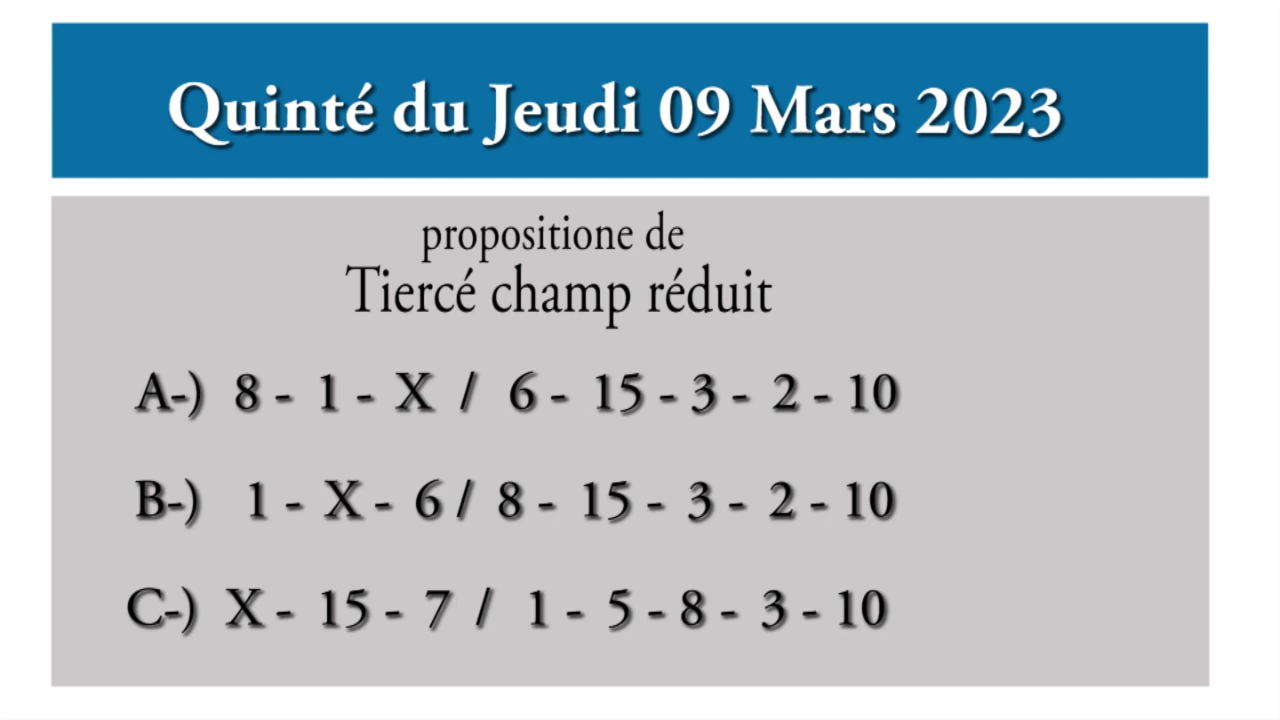 Quinté du Jeudi 09 Mars 2023
propositione de
Tiercé champ réduit
A-) 8 - 1 - X / 6 - 15 - 3 - 2 - 10
B-) 1 - X - 6 / 8 - 15 - 3 - 2 - 10
C-) X - 15 - 7 / 1 - 5 - 8 - 3 - 10